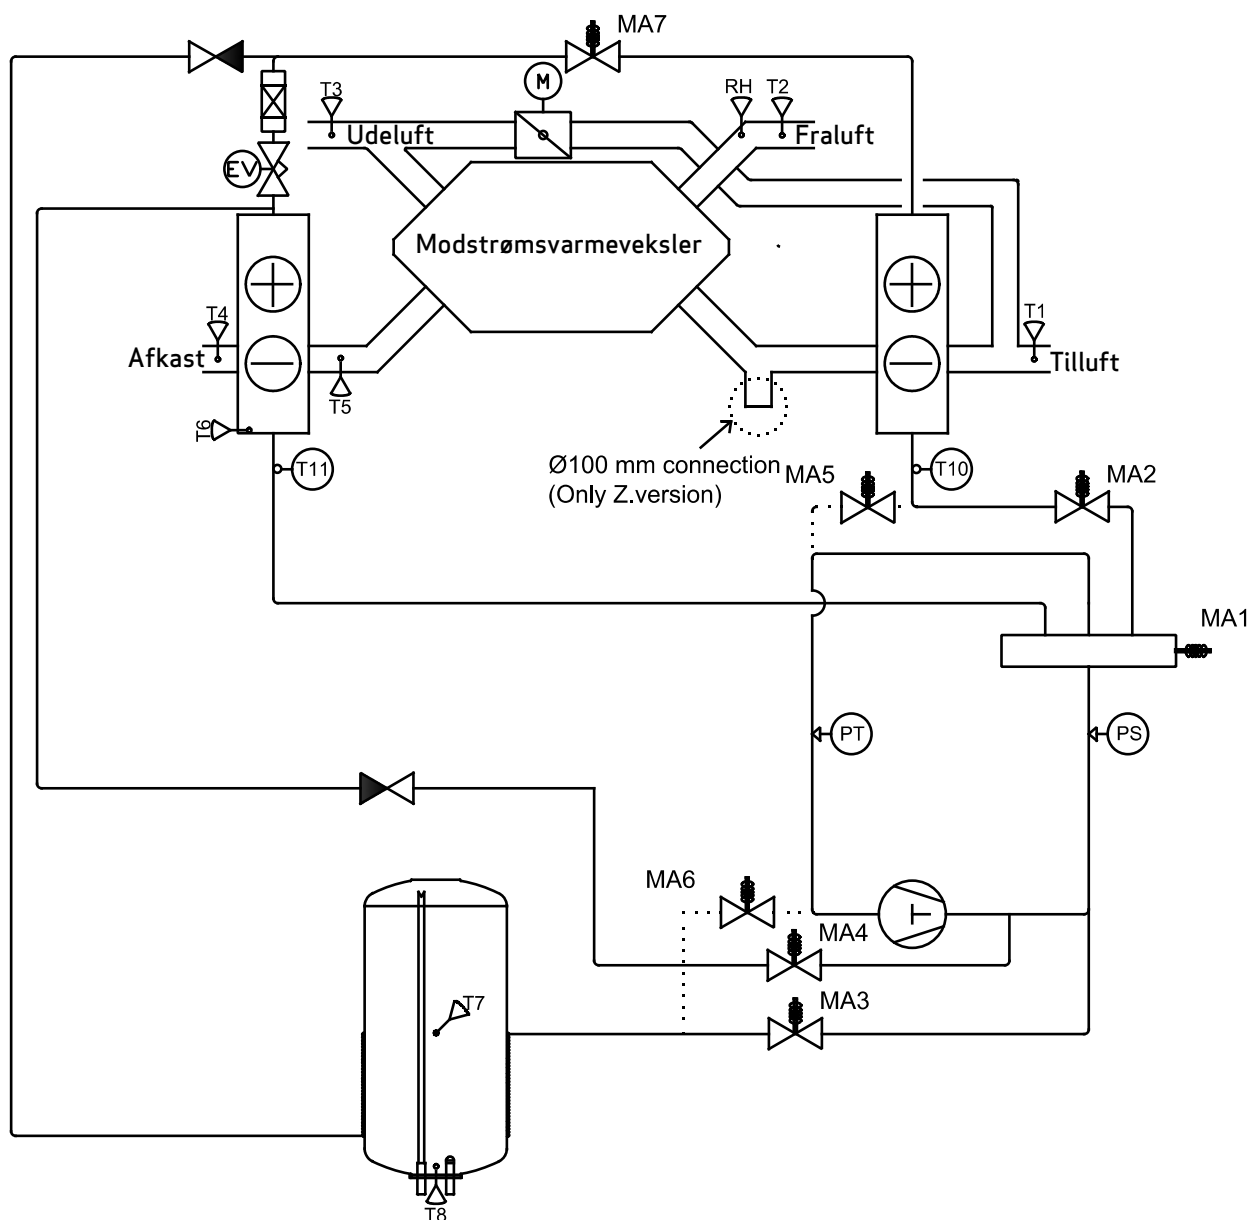 MA7
M
T3
RH
T2
Udeluft
Fraluft
EV
Modstrømsvarmeveksler
T4
T1
Afkast
Tilluft
T5
T6
Ø100 mm connection
(Only Z.version)
T11
MA5
T10
MA2
MA1
PT
PS
MA6
MA4
T7
MA3
T8